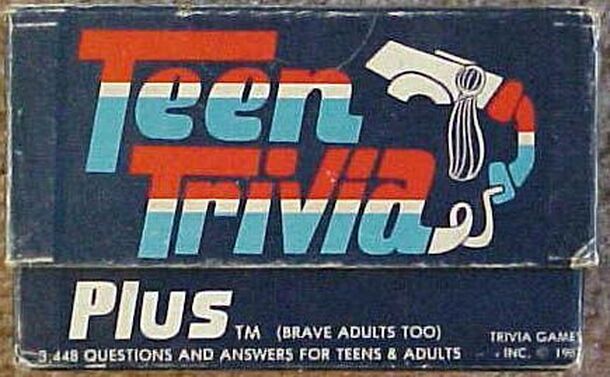 Teen
Trivia
Plus TM (BRAVE ADULTS TOO)
3,448 QUESTIONS AND ANSWERS FOR TEENS & ADULTS
TRIVIA GAMES
INC. ©